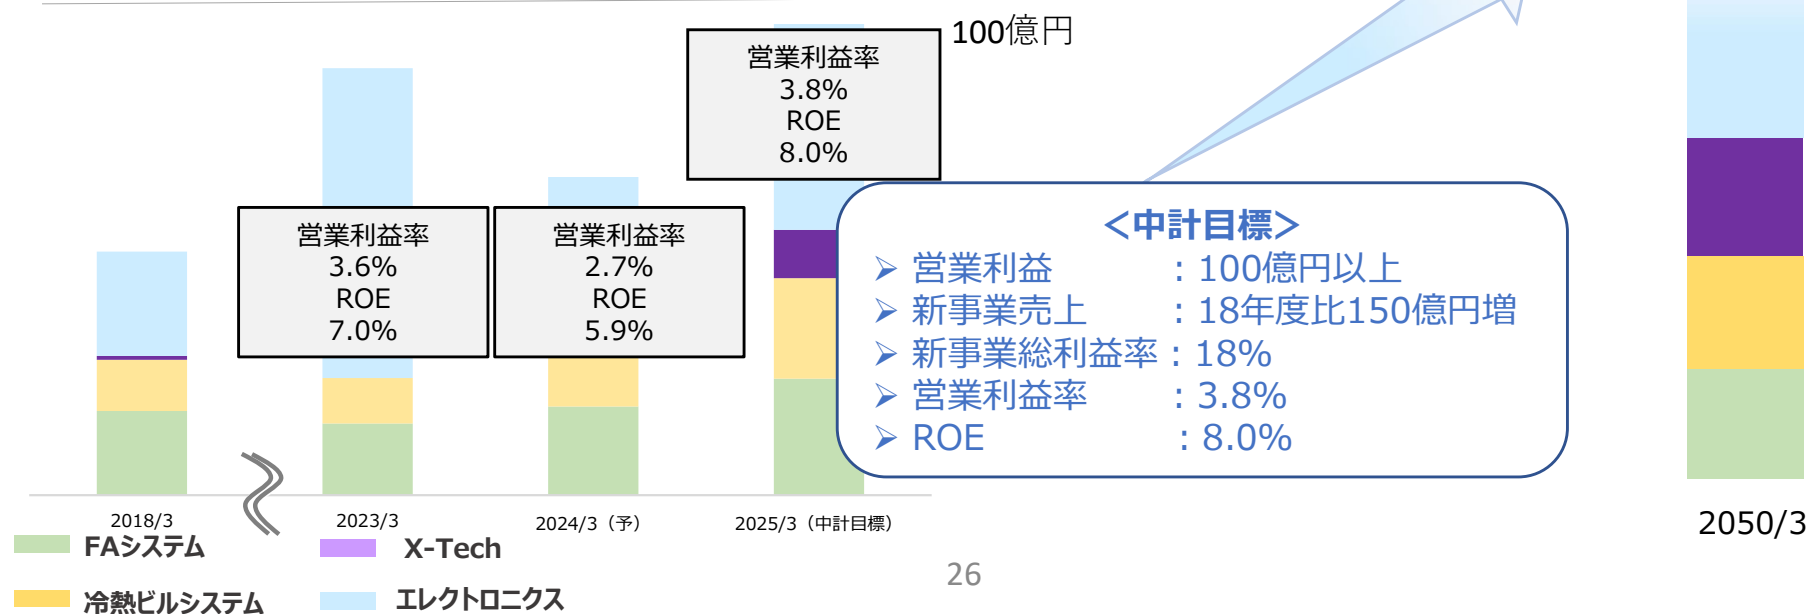 100億円
営業利益率
3.8%
ROE
8.0%
営業利益率
3.6%
ROE
7.0%
営業利益率
2.7%
ROE
5.9%
<中計目標>
➢ 営業利益 :100億円以上
➢ 新事業売上 :18年度比150億円増
➢ 新事業総利益率:18%
➢ 営業利益率 :3.8%
➢ ROE :8.0%
2018/3
2023/3
2024/3(予)
2025/3(中計目標)
2050/3
FAシステム
X-Tech
冷熱ビルシステム
エレクトロニクス
26